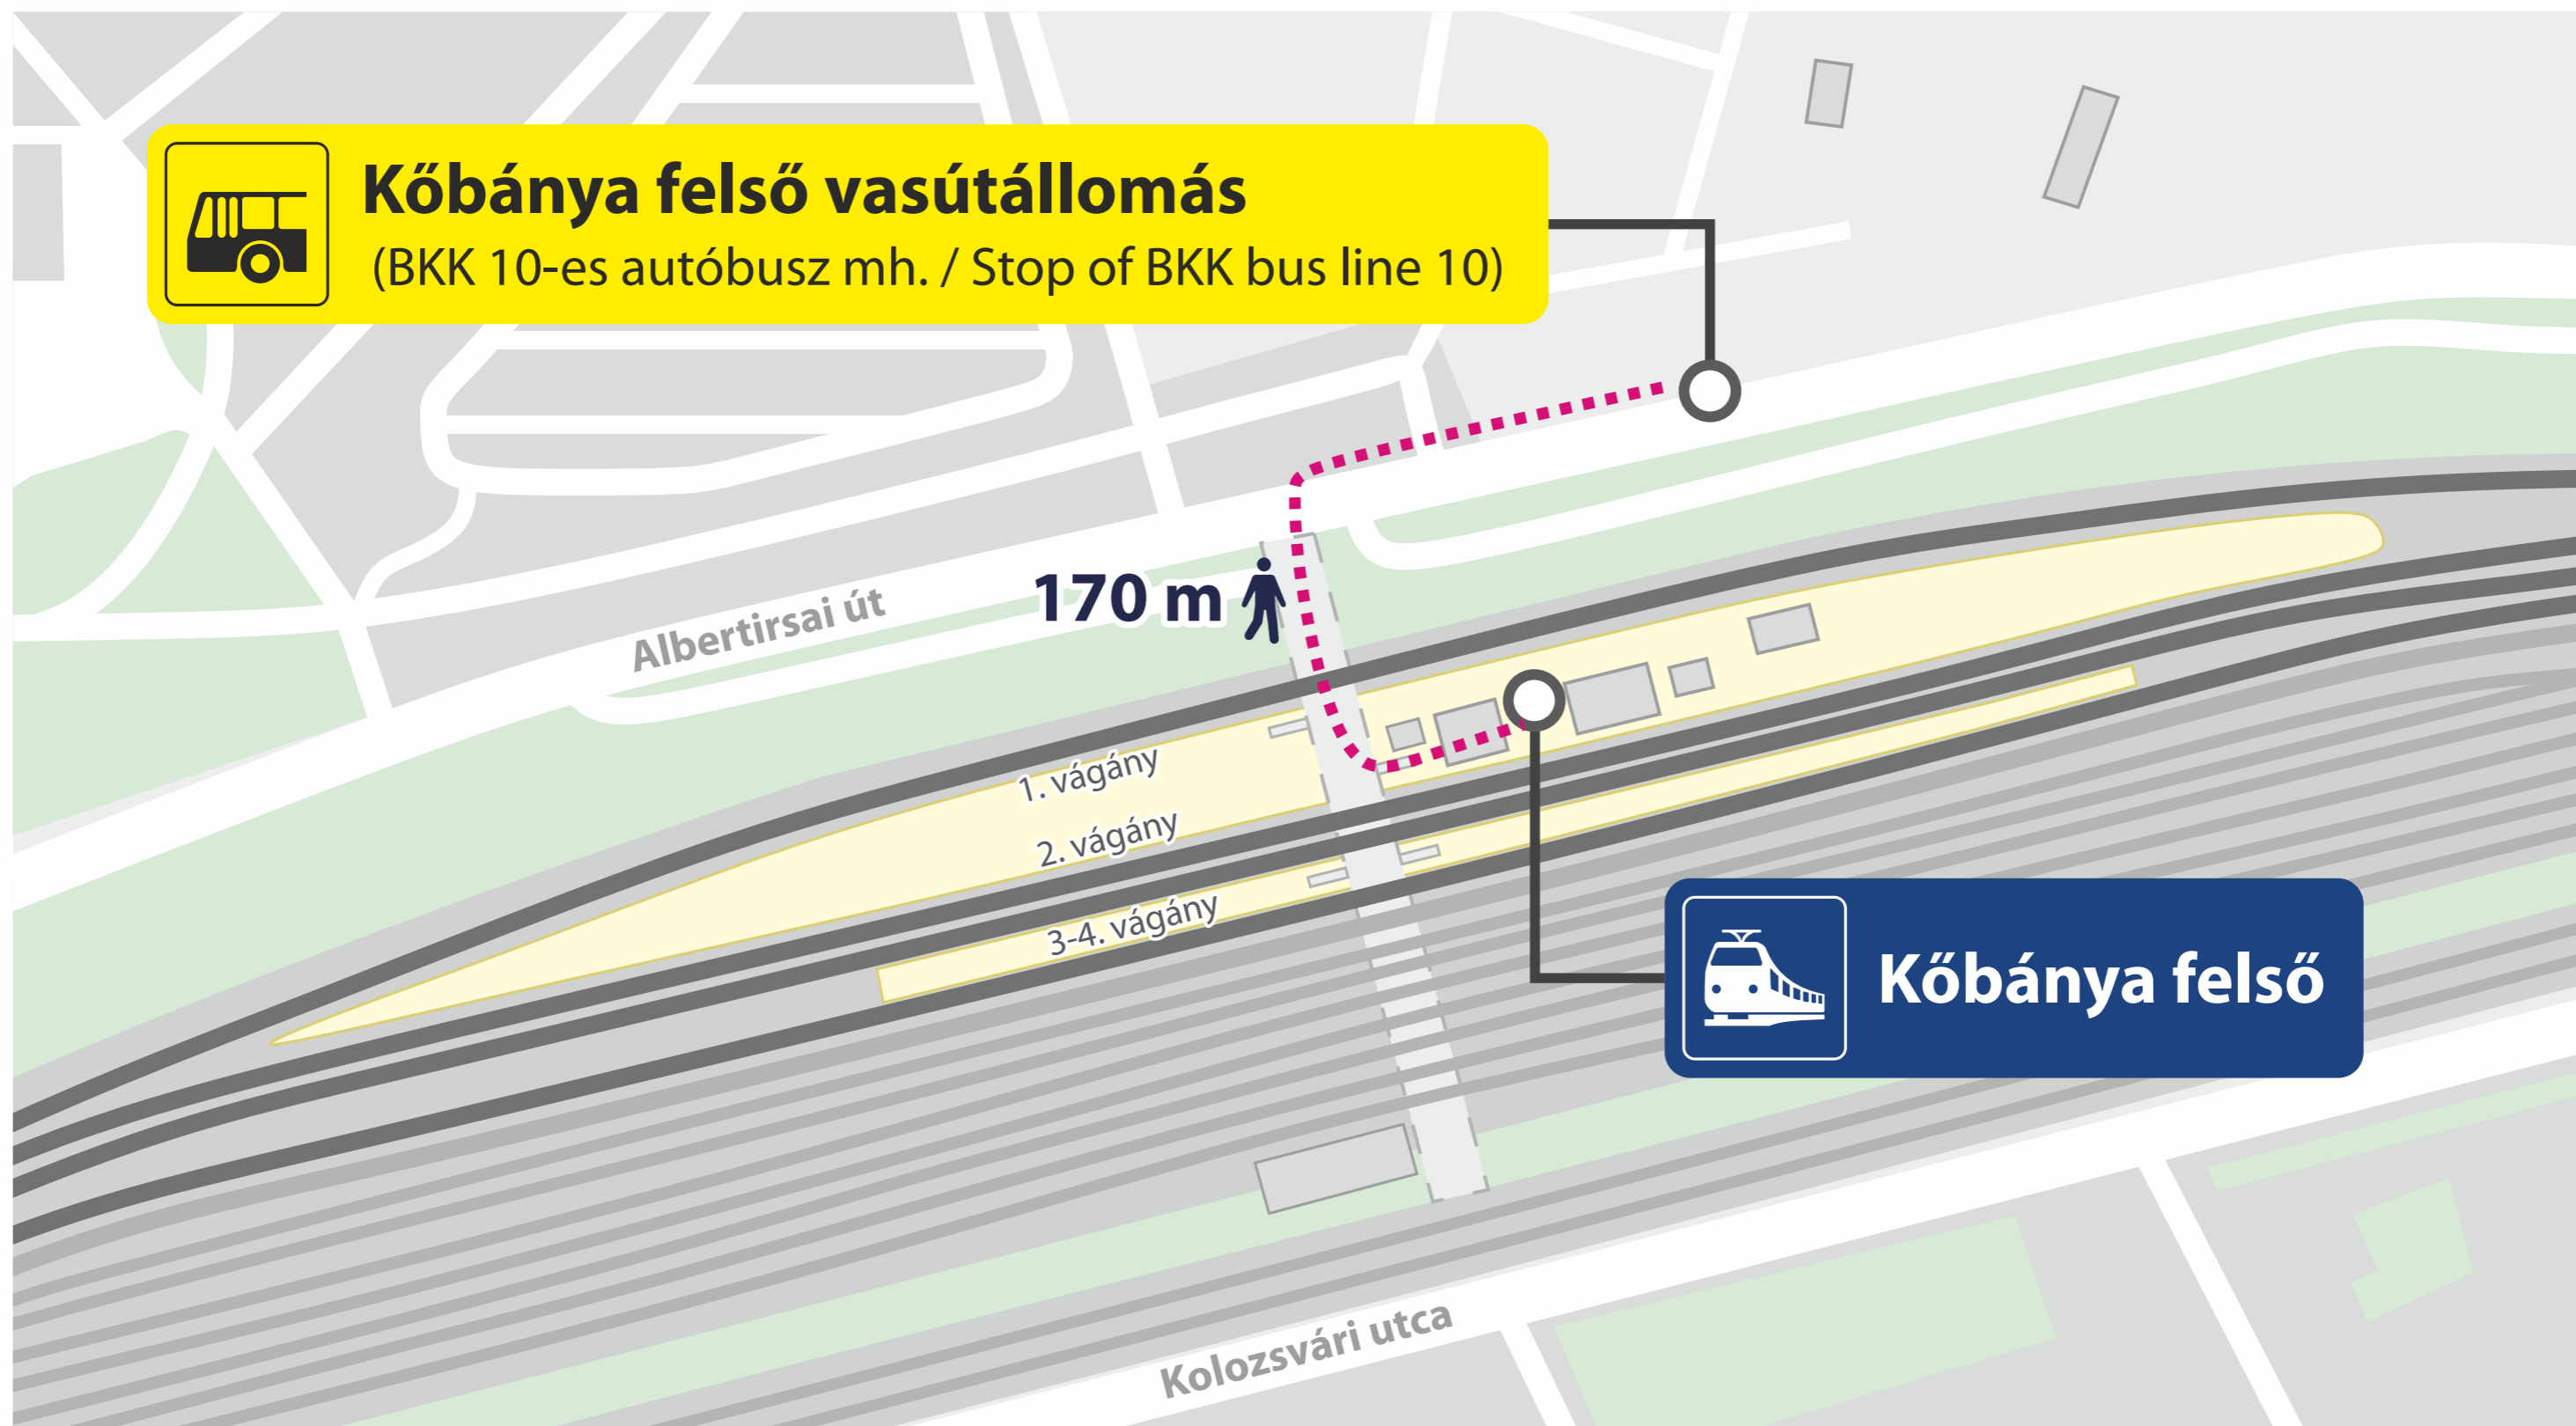 Kőbánya felső vasútállomás
(BKK 10-es autóbusz mh. / Stop of BKK bus line 10)
170 m
Albertirsai út
1. vágány
2. vágány
3-4. vágány
Kőbánya felső
Kolozsvári utca